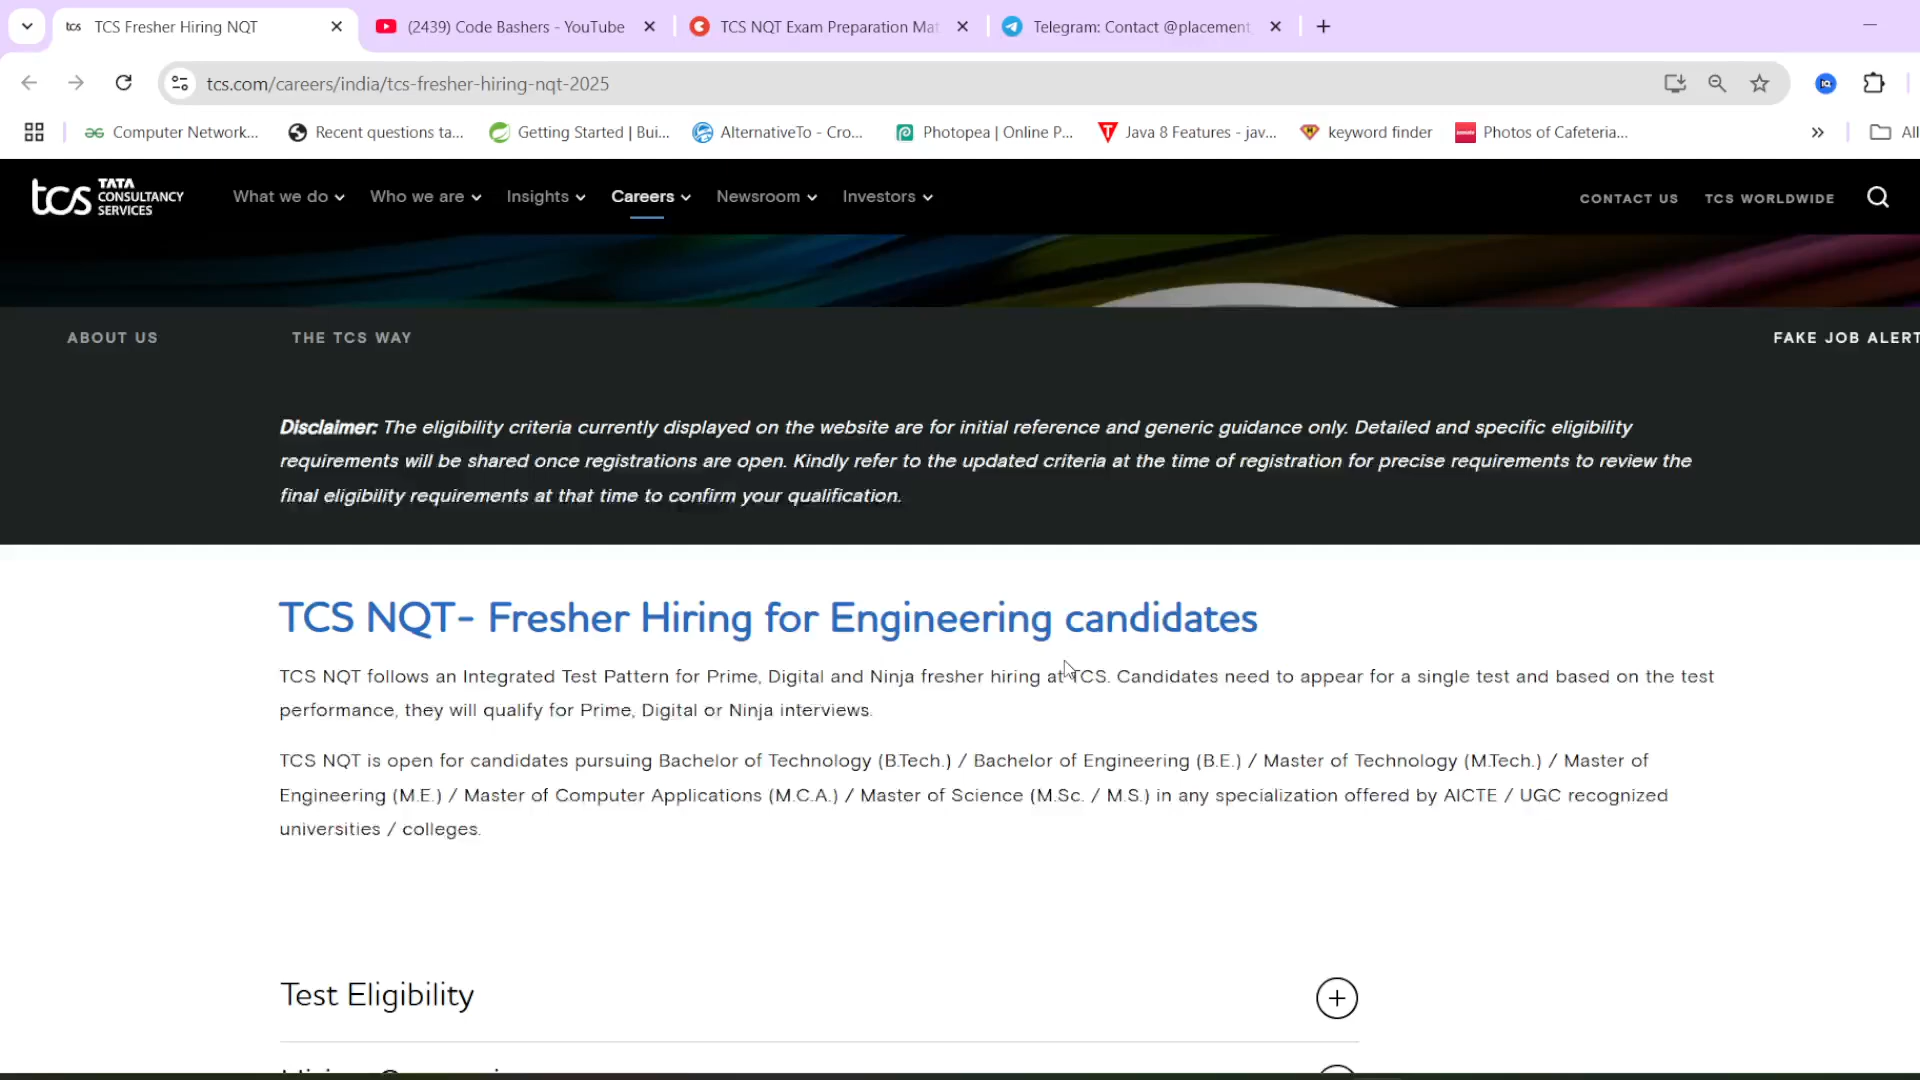 TCS Fresher Hiring NQT
(2439) Code Bashers - YouTube
TCS NQT Exam Preparation Mat
Telegram: Contact @placement
tcs.com/careers/india/tcs-fresher-hiring-nqt-2025
Computer Network...
Recent questions ta...
Getting Started | Bui...
AlternativeTo - Cro...
Photopea | Online P...
Java 8 Features - jav...
keyword finder
Photos of Cafeteria...
All
tcs TATA CONSULTANCY SERVICES
What we do
Who we are
Insights
Careers
Newsroom
Investors
CONTACT US
TCS WORLDWIDE
ABOUT US
THE TCS WAY
FAKE JOB ALERT
Disclaimer: The eligibility criteria currently displayed on the website are for initial reference and generic guidance only. Detailed and specific eligibility
requirements will be shared once registrations are open. Kindly refer to the updated criteria at the time of registration for precise requirements to review the
final eligibility requirements at that time to confirm your qualification.
TCS NQT- Fresher Hiring for Engineering candidates
TCS NQT follows an Integrated Test Pattern for Prime, Digital and Ninja fresher hiring at TCS. Candidates need to appear for a single test and based on the test
performance, they will qualify for Prime, Digital or Ninja interviews.
TCS NQT is open for candidates pursuing Bachelor of Technology (B.Tech.) / Bachelor of Engineering (B.E.) / Master of Technology (M.Tech.) / Master of
Engineering (M.E.) / Master of Computer Applications (M.C.A.) / Master of Science (M.Sc. / M.S.) in any specialization offered by AICTE / UGC recognized
universities / colleges.
Test Eligibility